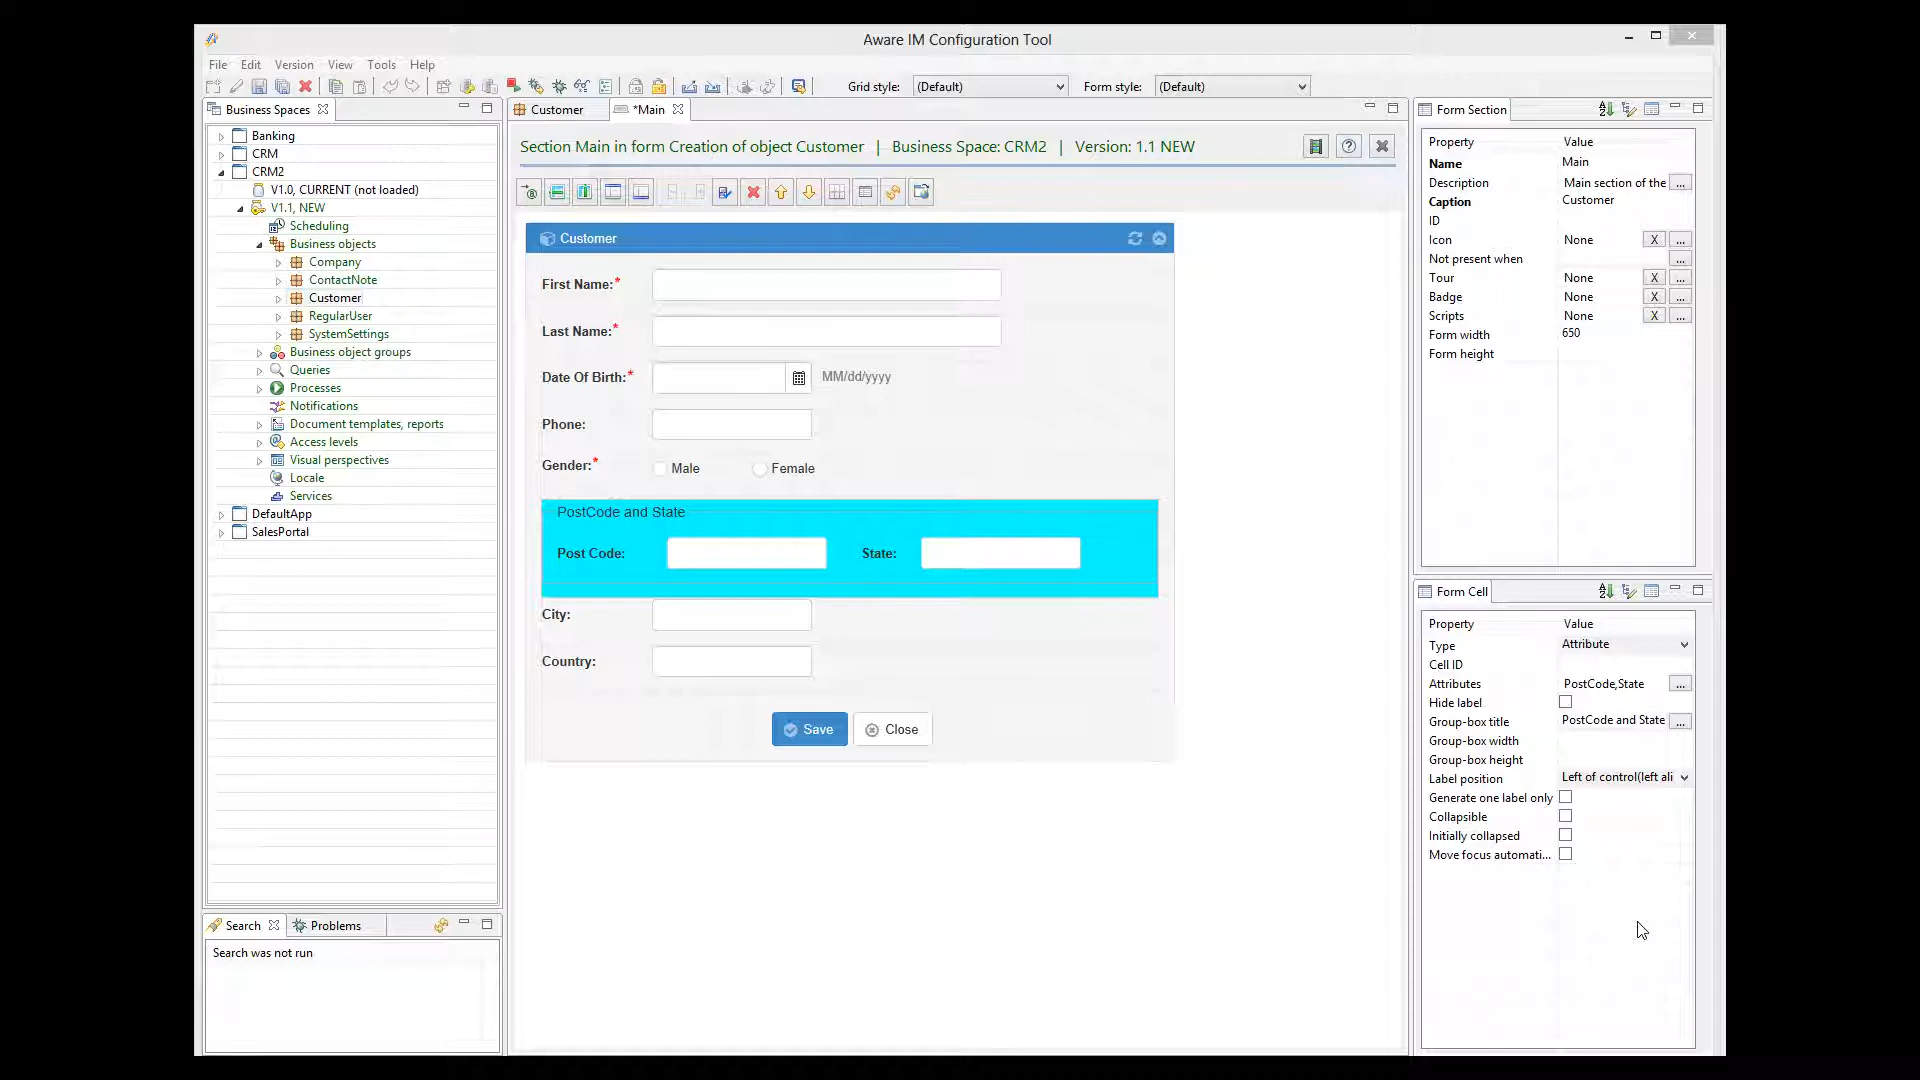 Aware IM Configuration Tool
File Edit Version View Tools Help
Grid style: (Default) Form style: (Default)
Business Spaces
Banking
CRM
CRM2
V1.0, CURRENT (not loaded)
V1.1, NEW
Scheduling
Business objects
Company
ContactNote
Customer
RegularUser
SystemSettings
Business object groups
Queries
Processes
Notifications
Document templates, reports
Access levels
Visual perspectives
Locale
Services
DefaultApp
SalesPortal
Search Problems
Search was not run
Customer *Main
Section Main in form Creation of object Customer | Business Space: CRM2 | Version: 1.1 NEW
Customer
First Name:*
Last Name:*
Date Of Birth:* MM/dd/yyyy
Phone:
Gender:* Male Female
PostCode and State
Post Code: State:
City:
Country:
Save Close
Form Section
Property Value
Name Main
Description Main section of the ...
Caption Customer
ID
Icon None X ...
Not present when ...
Tour None X ...
Badge None X ...
Scripts None X ...
Form width 650
Form height
Form Cell
Property Value
Type Attribute
Cell ID
Attributes PostCode,State ...
Hide label
Group-box title PostCode and State ...
Group-box width
Group-box height
Label position Left of control(left ali
Generate one label only
Collapsible
Initially collapsed
Move focus automati...